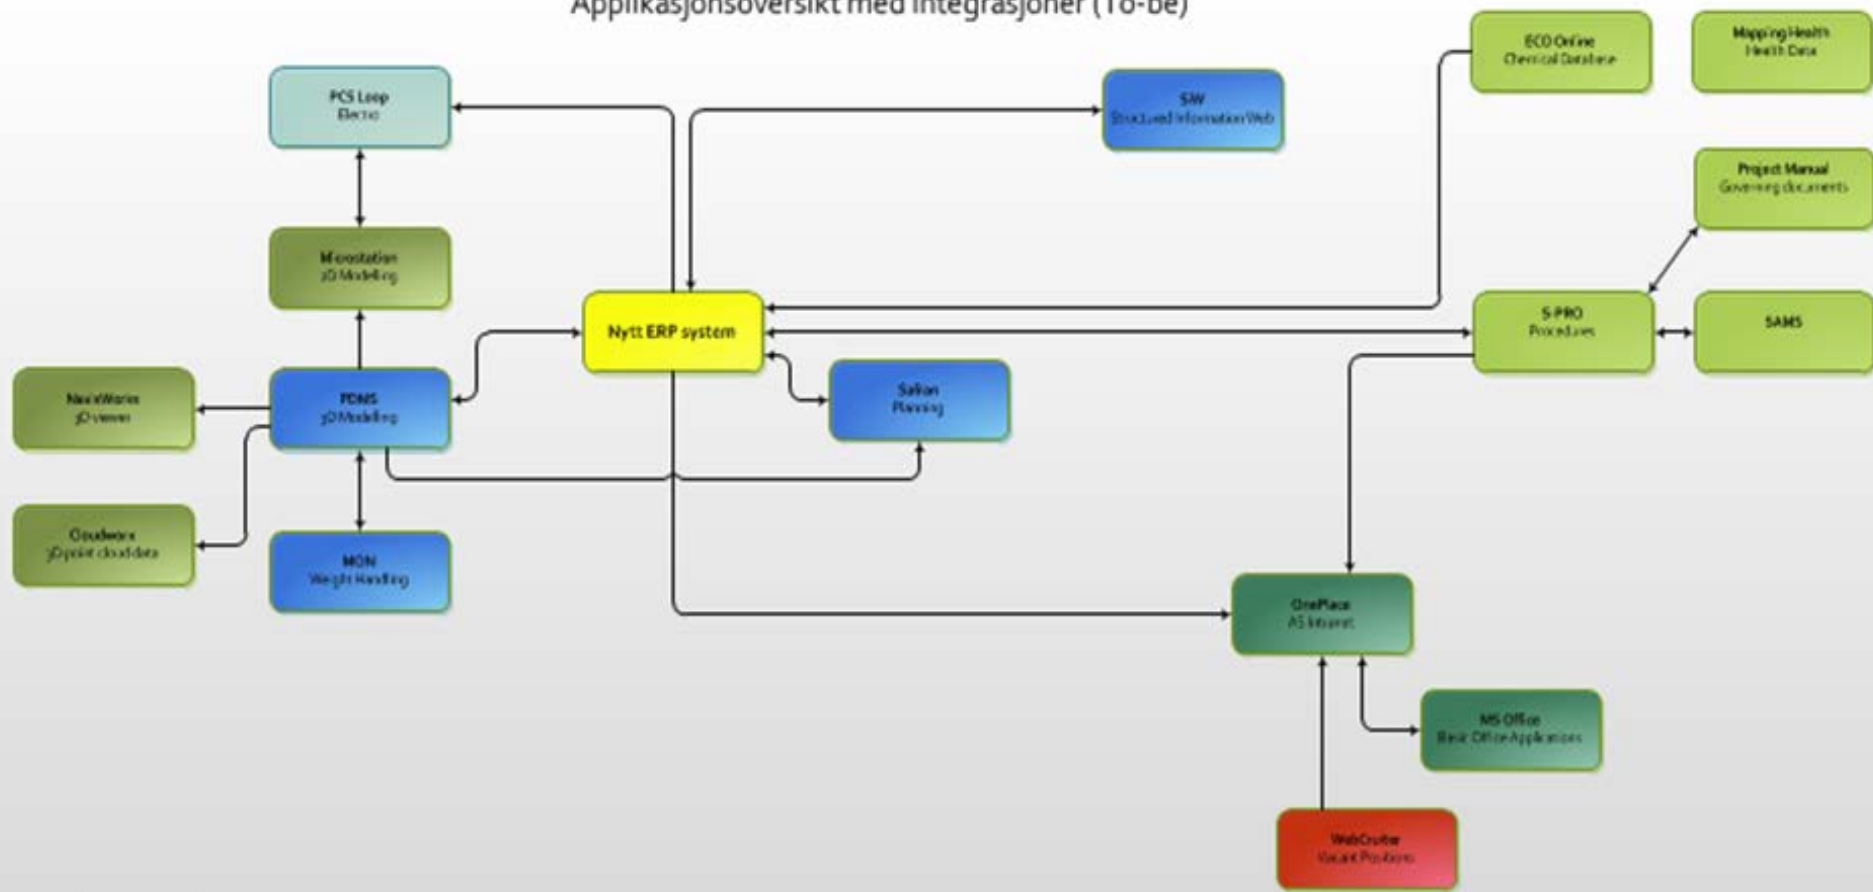 Applikasjonsoversikt med integrasjoner (To-be)
ECO Online
Chemical Database
Mapping Health
Health Data
PCS Loop
Electro
SIW
Structured Information Web
Project Manual
Governing documents
Microstation
3D Modelling
Nytt ERP system
S-PRO
Procedures
SAMS
NavisWorks
3D viewer
PDMS
3D Modelling
Safran
Planning
Cloudworx
3D point cloud data
MON
Weight Handling
OnePlace
AS Intranet
MS Office
Basic Office Applications
WebCruiter
Vacant Positions